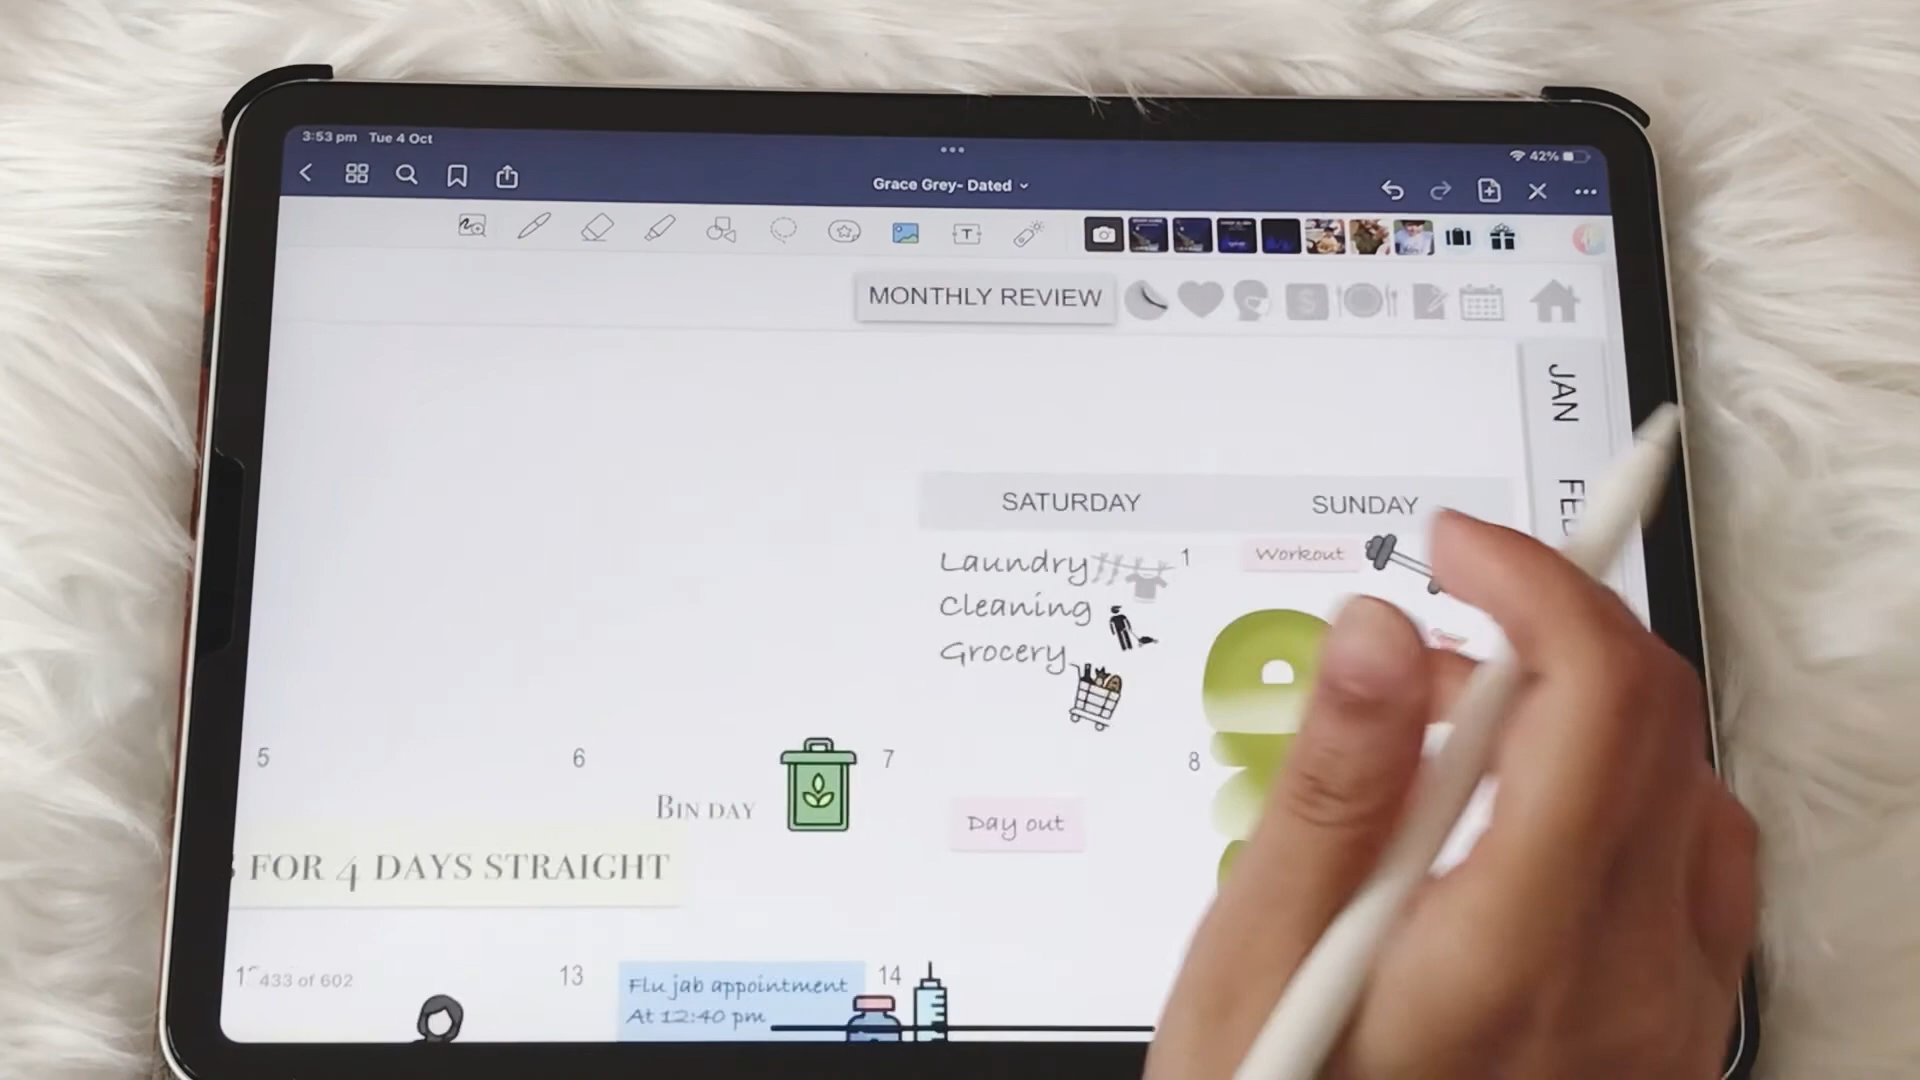 3:53 pm Tue 4 Oct
42%
Grace Grey- Dated
T
MONTHLY REVIEW
$
JAN
SATURDAY
SUNDAY
Laundry
1
Workout
Cleaning
Grocery
5
6
7
8
BIN DAY
Day out
FOR 4 DAYS STRAIGHT
433 of 602
13
Flu jab appointment
14
At 12:40 pm